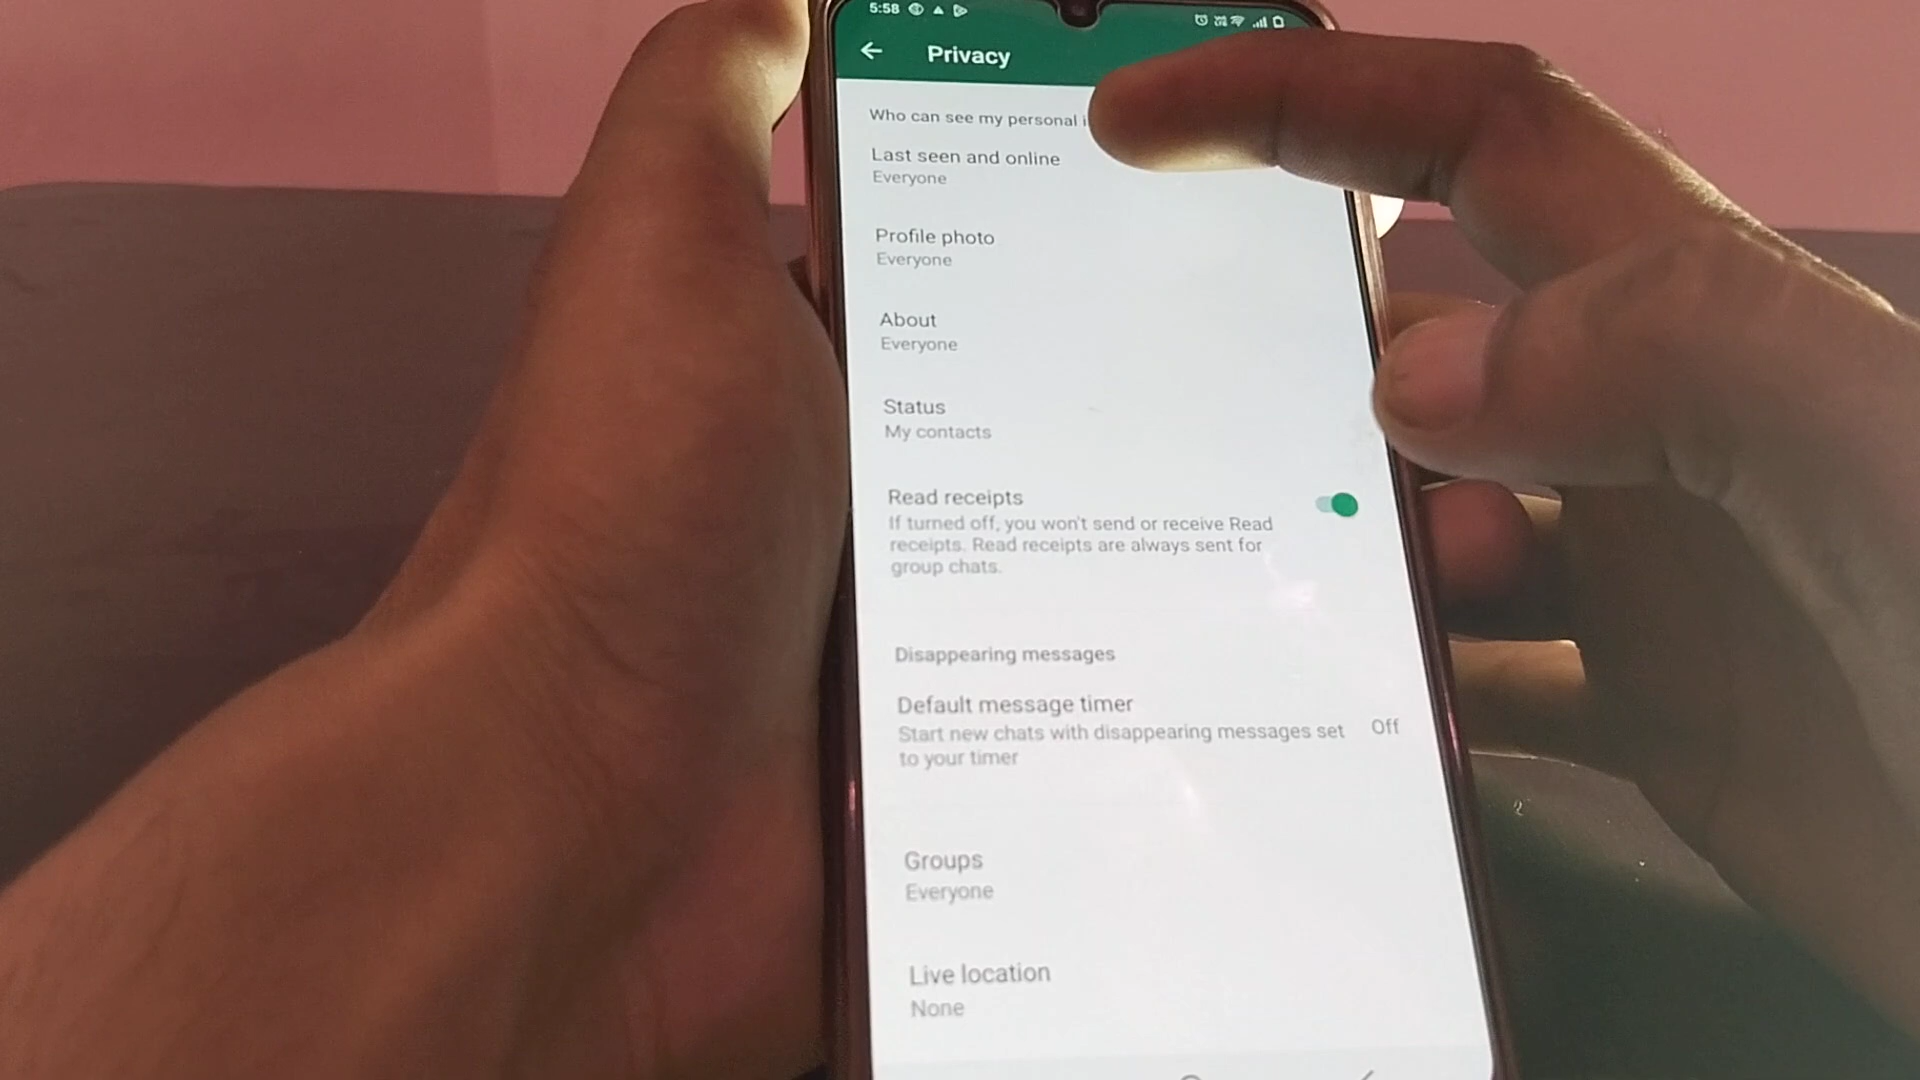 5:58
Privacy
Who can see my personal
Last seen and online
Everyone
Profile photo
Everyone
About
Everyone
Status
My contacts
Read receipts
If turned off, you won't send or receive Read
receipts. Read receipts are always sent for
group chats.
Disappearing messages
Default message timer
Start new chats with disappearing messages set
to your timer
Off
Groups
Everyone
Live location
None